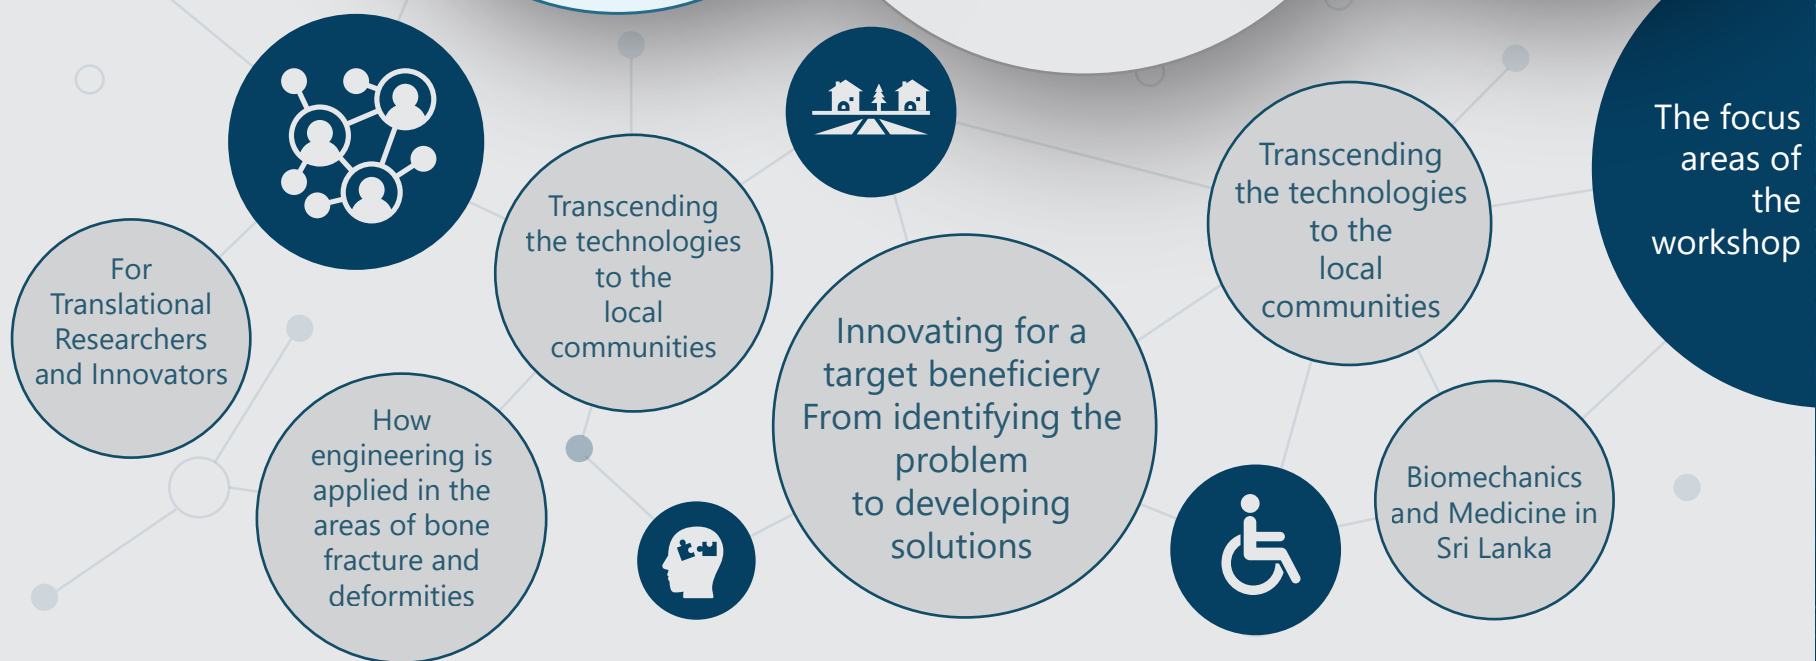 For
Translational
Researchers
and Innovators
How
engineering is
applied in the
areas of bone
fracture and
deformities
Transcending
the technologies
to the
local
communities
Innovating for a
target beneficiery
From identifying the
problem
to developing
solutions
Transcending
the technologies
to the
local
communities
Biomechanics
and Medicine in
Sri Lanka
The focus
areas of
the
workshop